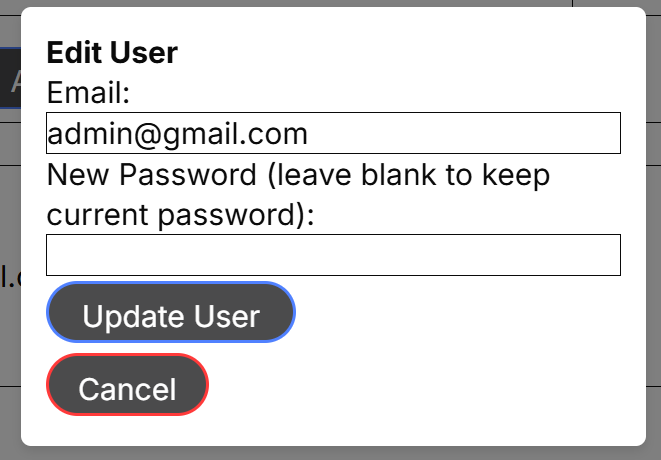 Edit User
Email:
admin@gmail.com
New Password (leave blank to keep
current password):
Update User
Cancel